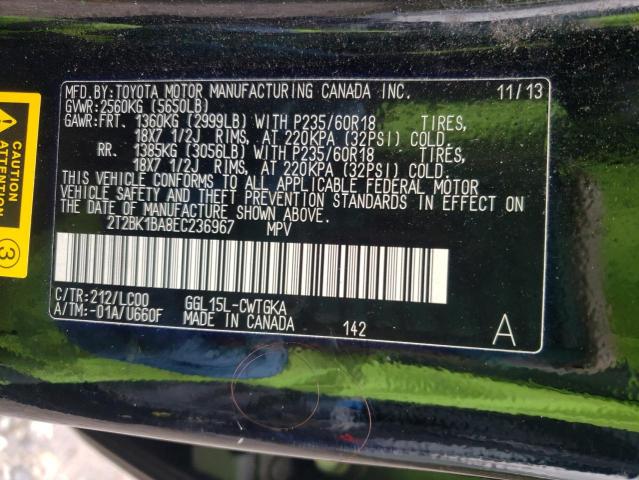 MFD.BY:TOYOTA MOTOR MANUFACTURING CANADA INC. 11/13
GVWR:2560KG (5650LB)
GAWR:FRT. 1360KG (2999LB) WITH P235/60R18 TIRES,
18X7 1/2J RIMS, AT 220KPA (32PSI) COLD.
RR. 1385KG (3056LB) WITH P235/60R18 TIRES,
18X7 1/2J RIMS, AT 220KPA (32PSI) COLD.
THIS VEHICLE CONFORMS TO ALL APPLICABLE FEDERAL MOTOR
VEHICLE SAFETY AND THEFT PREVENTION STANDARDS IN EFFECT ON
THE DATE OF MANUFACTURE SHOWN ABOVE.
2T2BK1BA8EC236967 MPV
C/TR:212/LC00 GGL15L-CWTGKA
A/TM:-01A/U660F MADE IN CANADA 142 A
CAUTION
ATTENTION
3